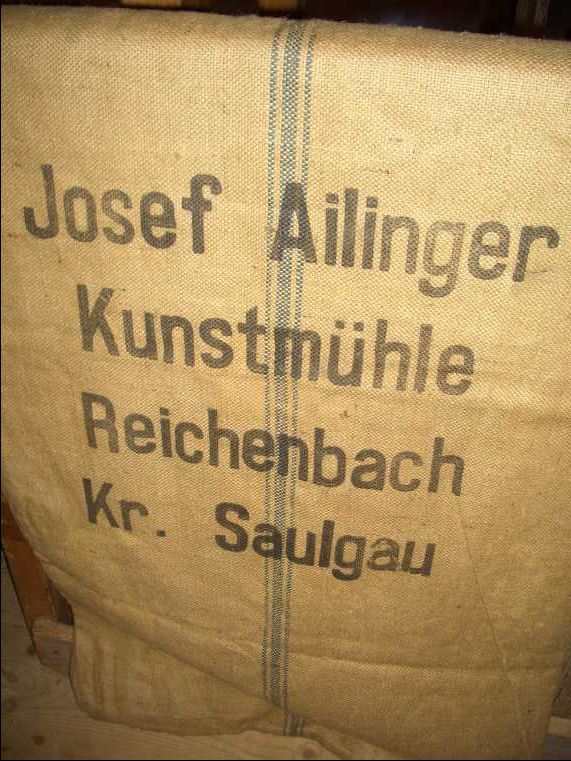 Josef Ailinger
Kunstmühle
Reichenbach
Kr. Saulgau